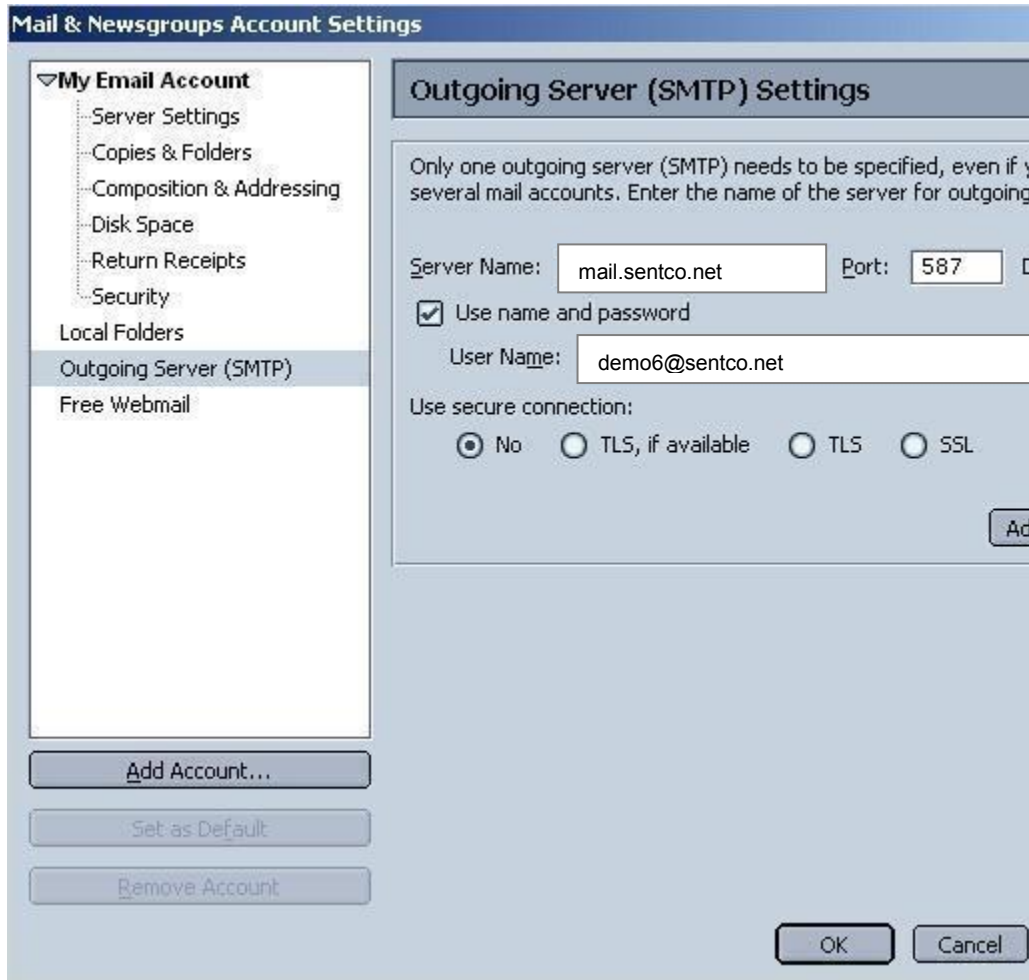 Mail & Newsgroups Account Settings
My Email Account
Server Settings
Copies & Folders
Composition & Addressing
Disk Space
Return Receipts
Security
Local Folders
Outgoing Server (SMTP)
Free Webmail
Add Account...
Set as Default
Remove Account
Outgoing Server (SMTP) Settings
Only one outgoing server (SMTP) needs to be specified, even if
several mail accounts. Enter the name of the server for outgoing
Server Name: mail.sentco.net Port: 587
Use name and password
User Name: demo6@sentco.net
Use secure connection:
No TLS, if available TLS SSL
OK Cancel